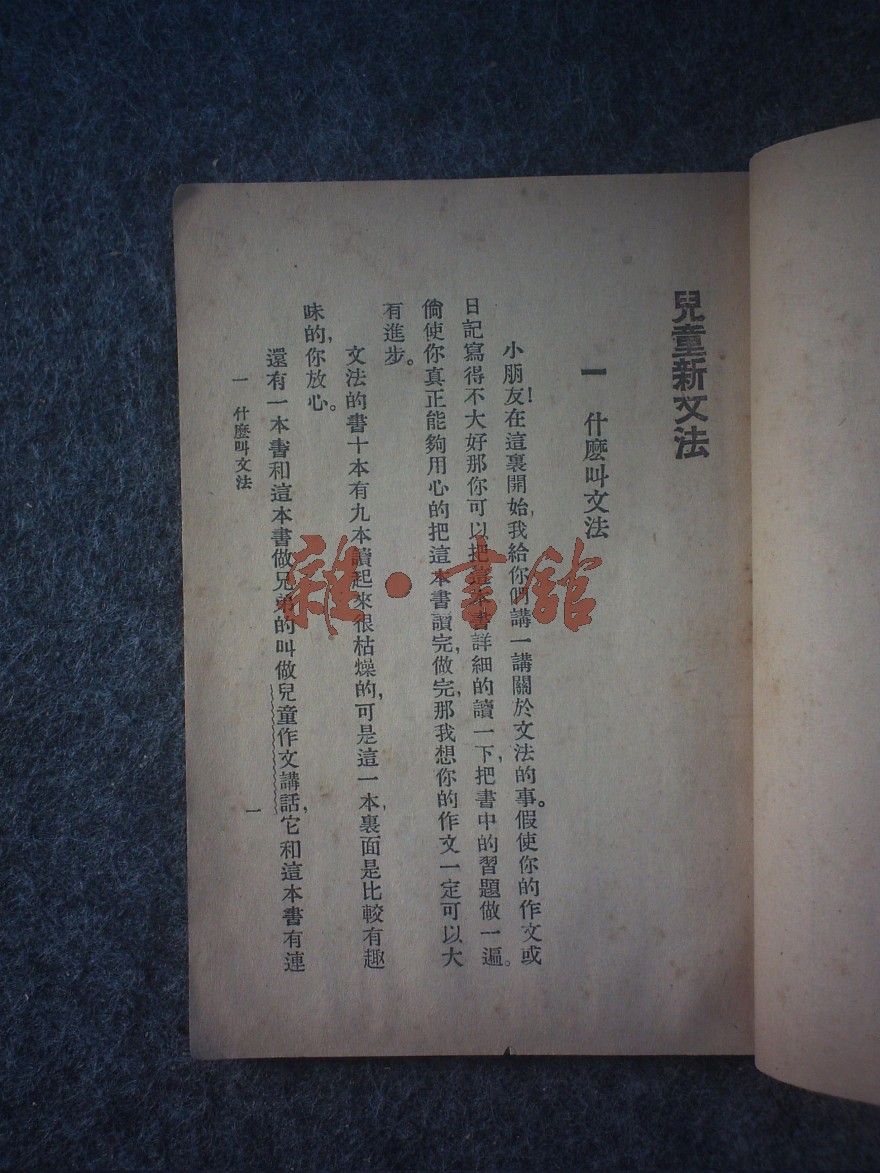 兒童新文法
一　什麽叫文法
小朋友！在這裏開始，我給你們講一講關於文法的事。假使你的作文或
日記寫得不大好那你可以把這本書詳細的讀一下，把書中的習題做一遍。
倘使你真正能夠用心的把這本書讀完，做完，那我想你的作文一定可以大
有進步。
文法的書十本有九本讀起來很枯燥的，可是這一本，裏面是比較有趣
味的，你放心。
還有一本書和這本書做兄弟的叫做兒童作文講話，它和這本書有連
一　什麽叫文法
一
雜·書舘